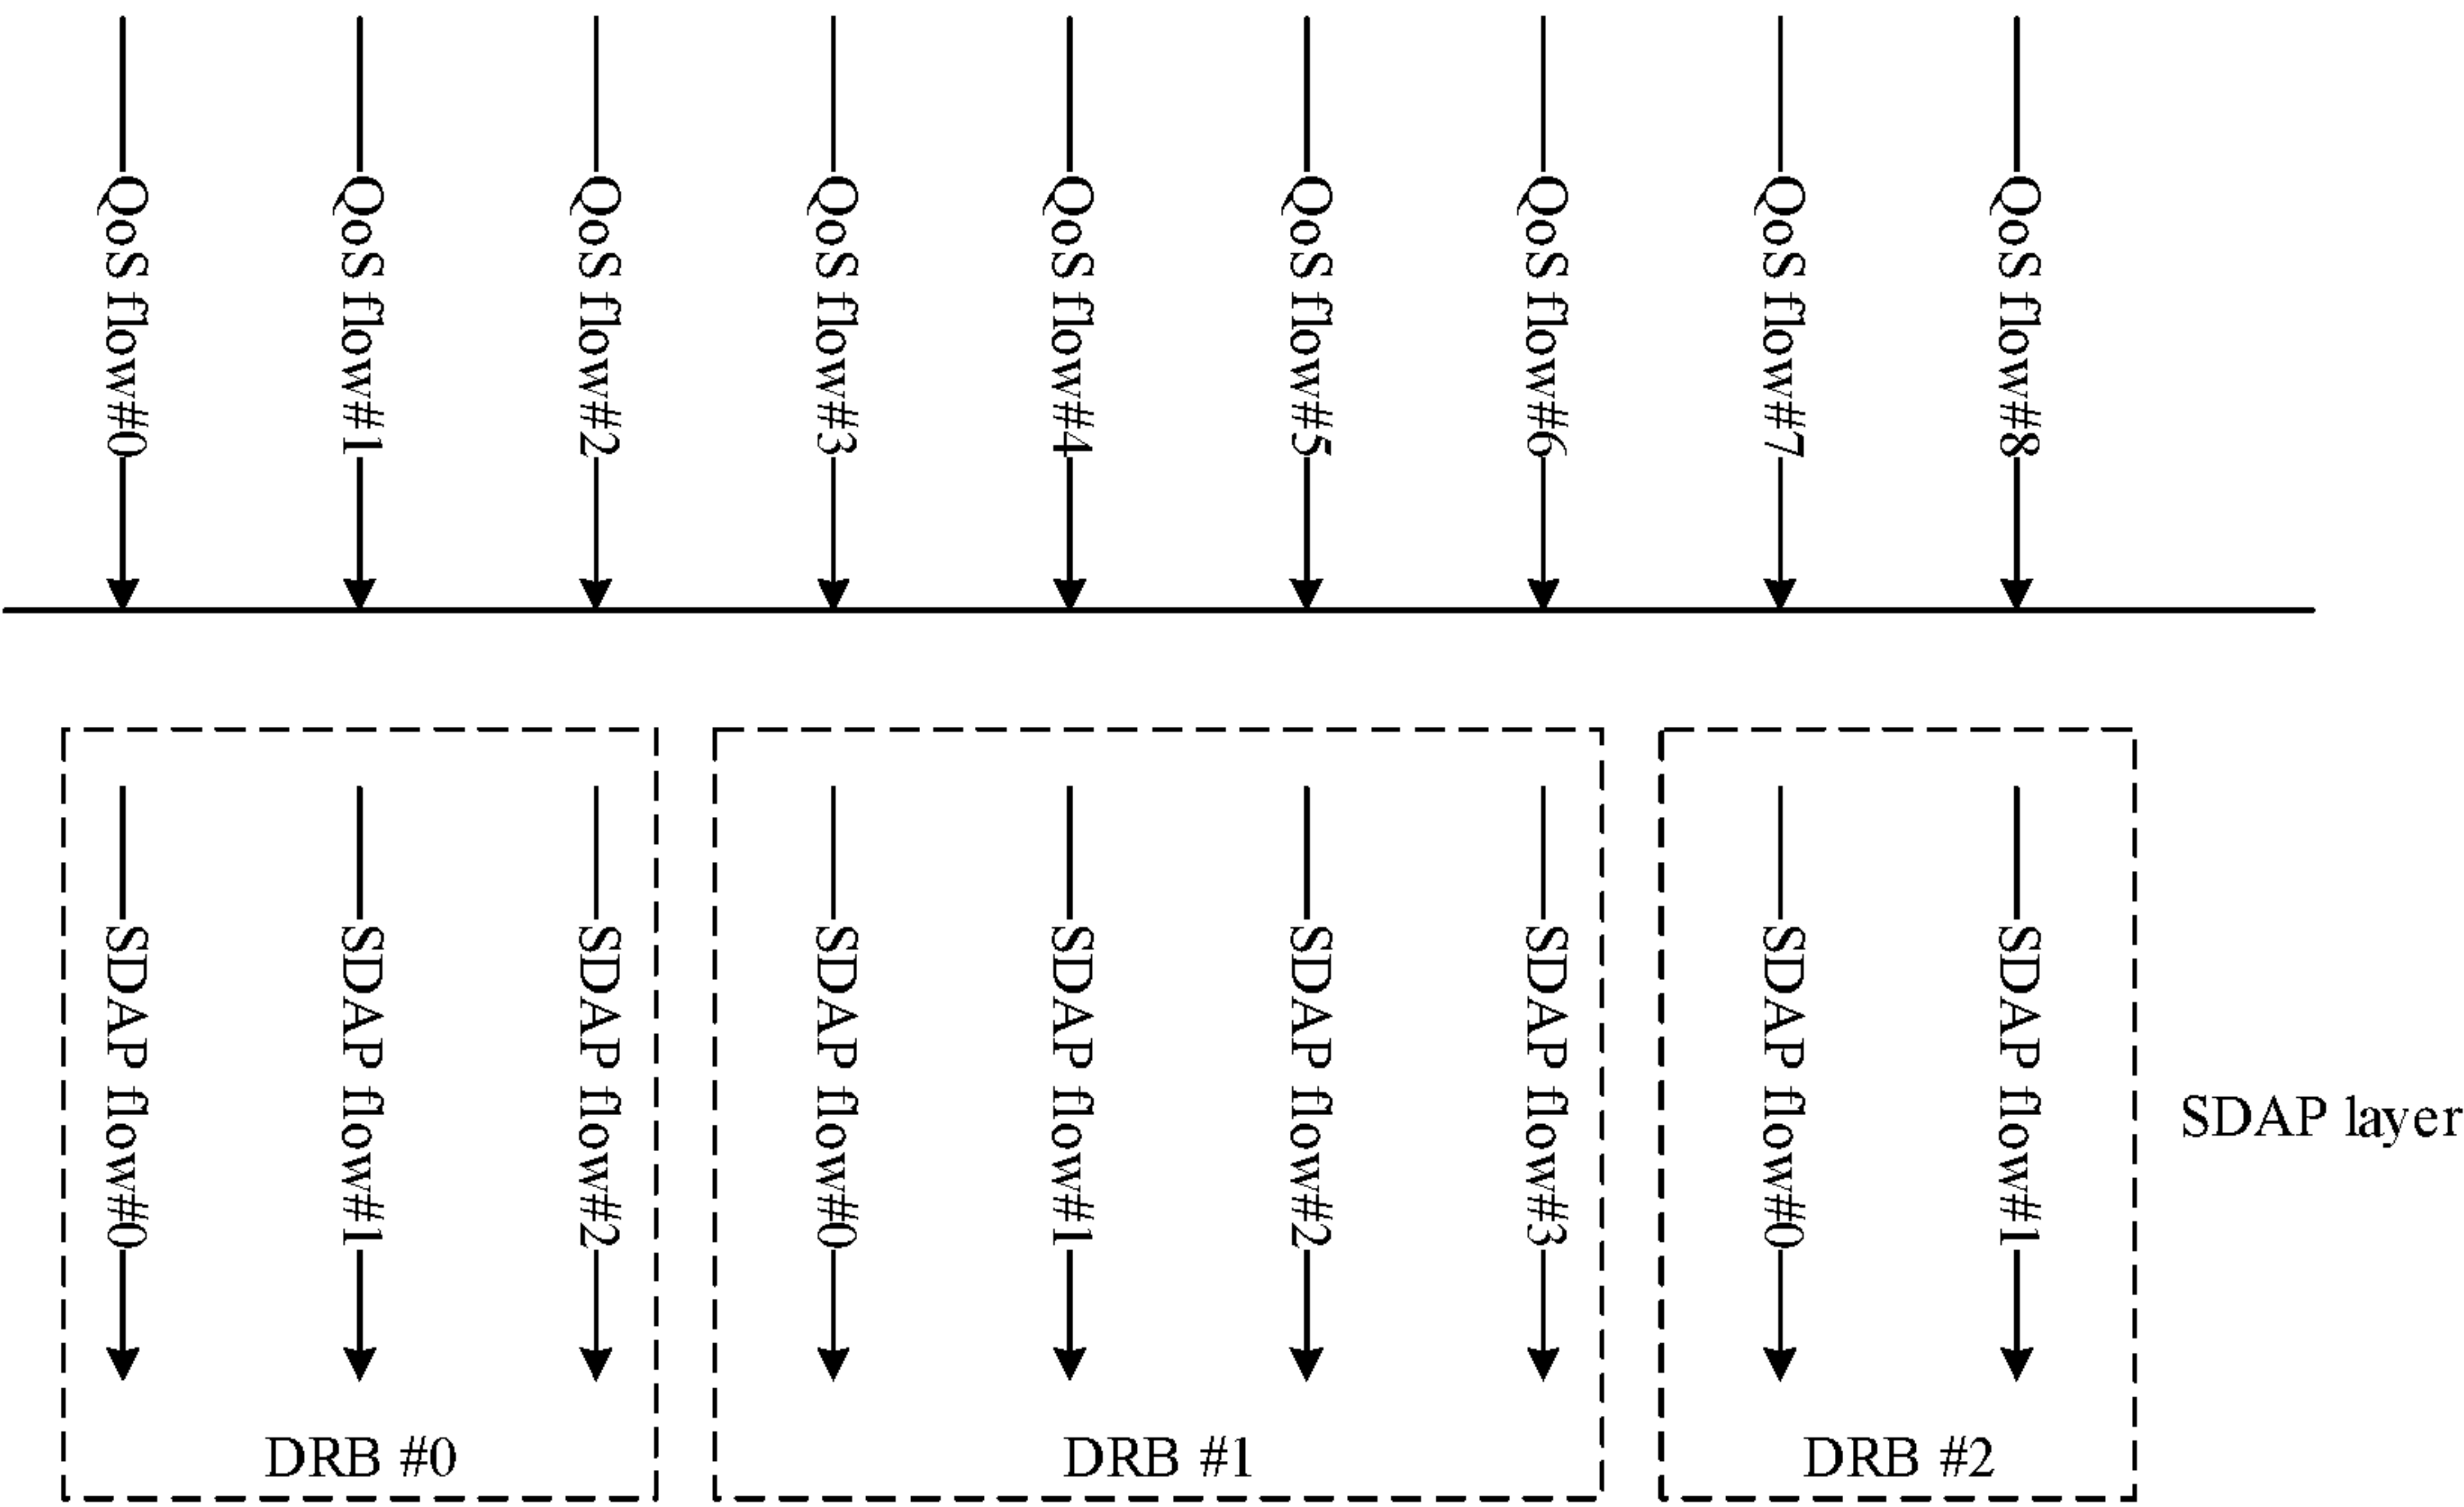 QoS flow#0
QoS flow#1
QoS flow#2
QoS flow#3
QoS flow#4
QoS flow#5
QoS flow#6
QoS flow#7
QoS flow#8
SDAP flow#0
SDAP flow#1
SDAP flow#2
SDAP flow#0
SDAP flow#1
SDAP flow#2
SDAP flow#3
SDAP flow#0
SDAP flow#1
SDAP layer
DRB #0
DRB #1
DRB #2